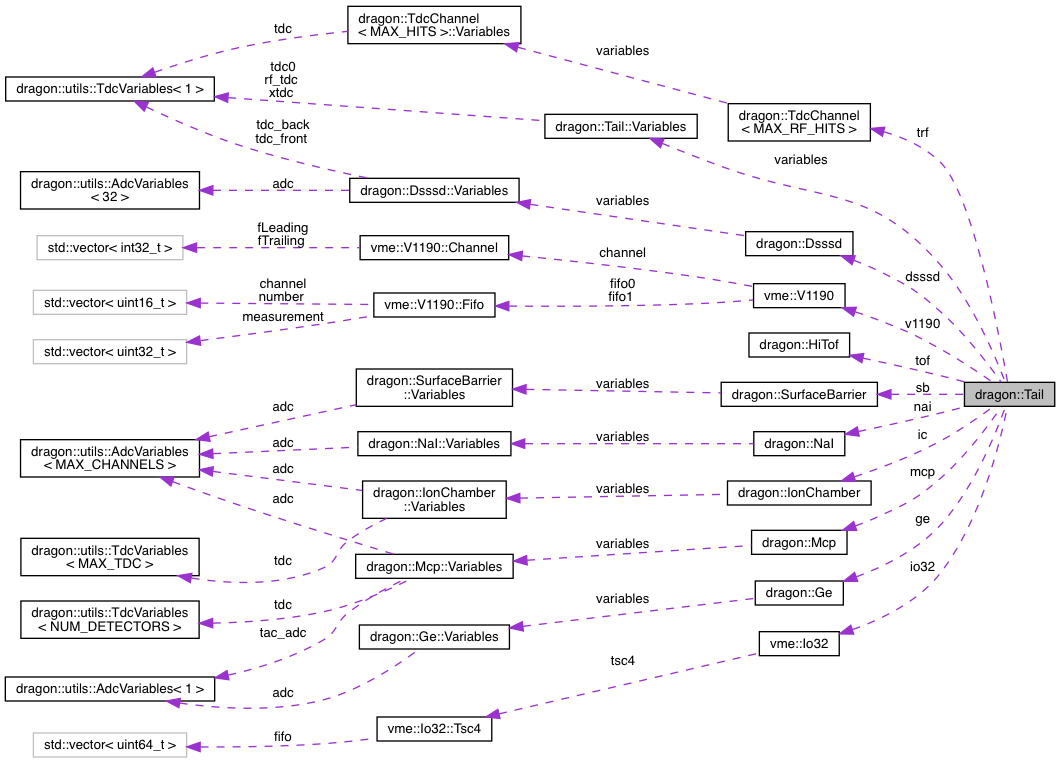 dragon::TdcChannel
< MAX_HITS >::Variables
tdc
variables
dragon::utils::TdcVariables< 1 >
tdc0
rf_tdc
xtdc
dragon::Tail::Variables
dragon::TdcChannel
< MAX_RF_HITS >
trf
tdc_back
tdc_front
variables
dragon::utils::AdcVariables
< 32 >
adc
dragon::Dsssd::Variables
variables
dragon::Dsssd
dsssd
std::vector< int32_t >
fLeading
fTrailing
vme::V1190::Channel
channel
std::vector< uint16_t >
channel
number
vme::V1190::Fifo
fifo0
fifo1
vme::V1190
v1190
measurement
std::vector< uint32_t >
dragon::HiTof
tof
dragon::SurfaceBarrier
::Variables
variables
dragon::SurfaceBarrier
sb
dragon::Tail
adc
nai
dragon::utils::AdcVariables
< MAX_CHANNELS >
adc
dragon::NaI::Variables
variables
dragon::NaI
ic
adc
dragon::IonChamber
::Variables
variables
dragon::IonChamber
mcp
adc
dragon::utils::TdcVariables
< MAX_TDC >
tdc
dragon::Mcp::Variables
variables
dragon::Mcp
ge
dragon::utils::TdcVariables
< NUM_DETECTORS >
tdc
variables
dragon::Ge
io32
tac_adc
dragon::Ge::Variables
vme::Io32
dragon::utils::AdcVariables< 1 >
adc
tsc4
vme::Io32::Tsc4
std::vector< uint64_t >
fifo